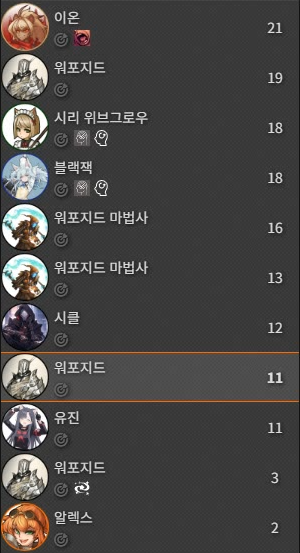 이온
21
워포지드
19
시리 위브그로우
18
블랙잭
18
워포지드 마법사
16
워포지드 마법사
13
시클
12
워포지드
11
유진
11
워포지드
3
알렉스
2